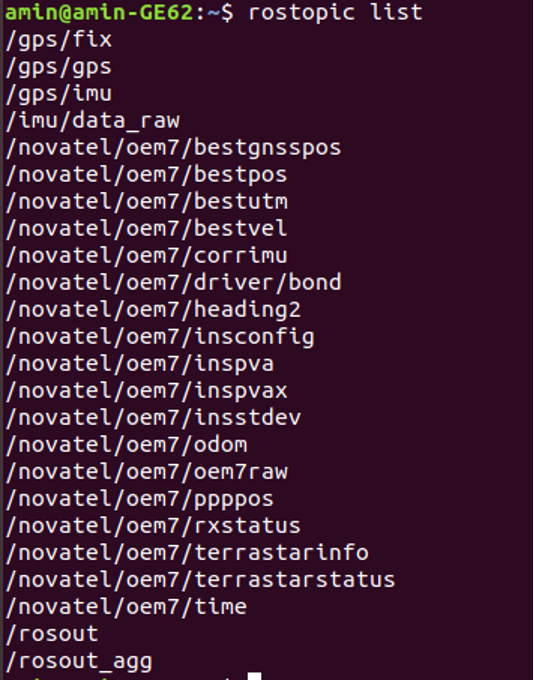 amin@amin-GE62:~$ rostopic list
/gps/fix
/gps/gps
/gps/imu
/imu/data_raw
/novatel/oem7/bestgnsspos
/novatel/oem7/bestpos
/novatel/oem7/bestutm
/novatel/oem7/bestvel
/novatel/oem7/corrimu
/novatel/oem7/driver/bond
/novatel/oem7/heading2
/novatel/oem7/insconfig
/novatel/oem7/inspva
/novatel/oem7/inspvax
/novatel/oem7/insstdev
/novatel/oem7/odom
/novatel/oem7/oem7raw
/novatel/oem7/ppppos
/novatel/oem7/rxstatus
/novatel/oem7/terrastarinfo
/novatel/oem7/terrastarstatus
/novatel/oem7/time
/rosout
/rosout_agg